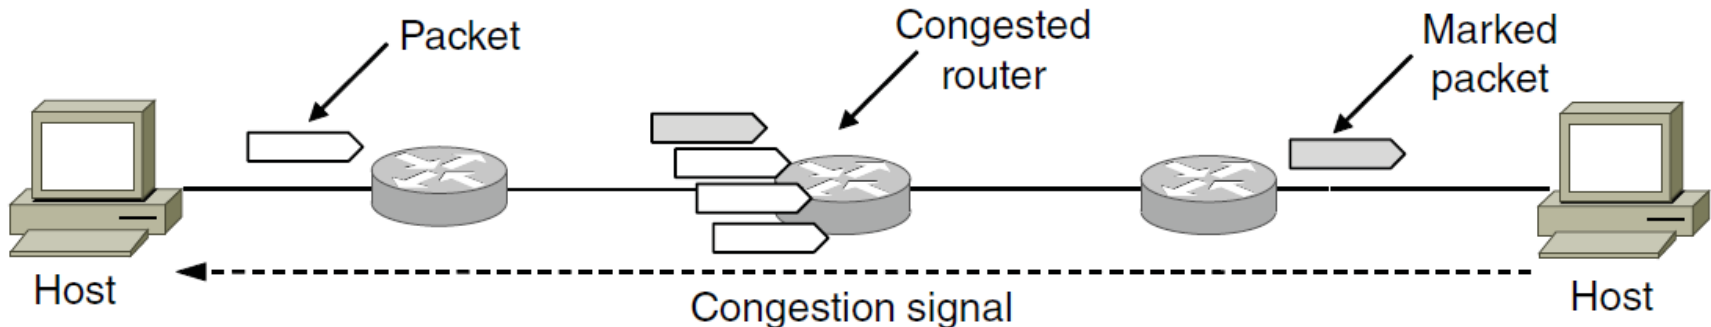 Packet
Congested
router
Marked
packet
Host
Congestion signal
Host